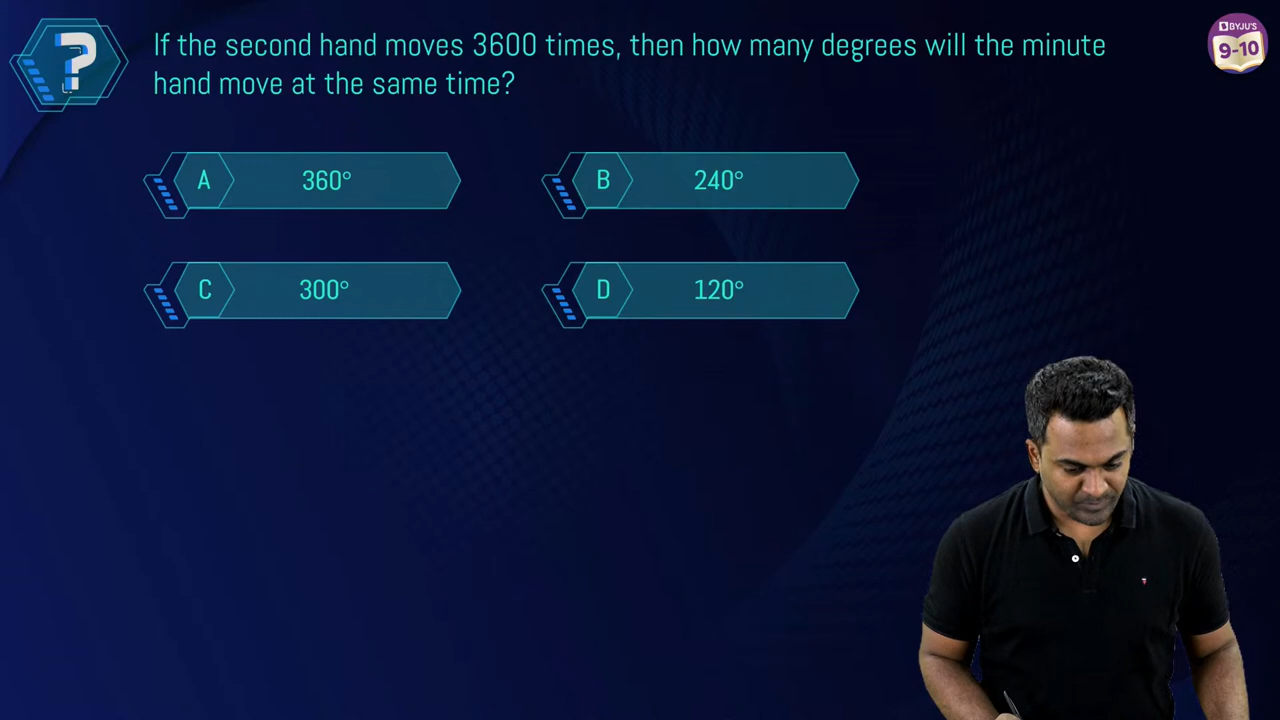 If the second hand moves 3600 times, then how many degrees will the minute
hand move at the same time?
BYJU'S
9-10
A 360°
B 240°
C 300°
D 120°